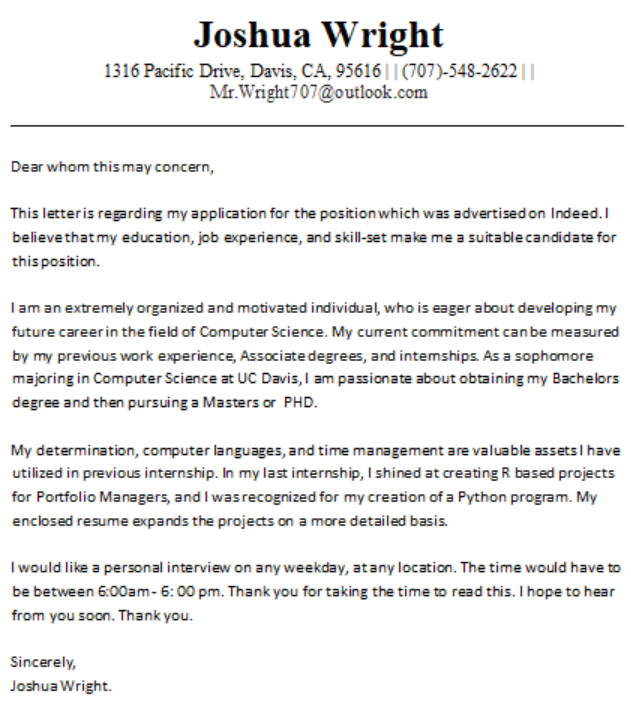 Joshua Wright
1316 Pacific Drive, Davis, CA, 95616||(707)-548-2622||
Mr.Wright707@outlook.com
Dear whom this may concern,
This letter is regarding my application for the position which was advertised on Indeed. I
believe that my education, job experience, and skill-set make me a suitable candidate for
this position.
I am an extremely organized and motivated individual, who is eager about developing my
future career in the field of Computer Science. My current commitment can be measured
by my previous work experience, Associate degrees, and internships. As a sophomore
majoring in Computer Science at UC Davis, I am passionate about obtaining my Bachelors
degree and then pursuing a Masters or PHD.
My determination, computer languages, and time management are valuable assets I have
utilized in previous internship. In my last internship, I shined at creating R based projects
for Portfolio Managers, and I was recognized for my creation of a Python program. My
enclosed resume expands the projects on a more detailed basis.
I would like a personal interview on any weekday, at any location. The time would have to
be between 6:00am- 6: 00 pm. Thank you for taking the time to read this. I hope to hear
from you soon. Thank you.
Sincerely,
Joshua Wright.